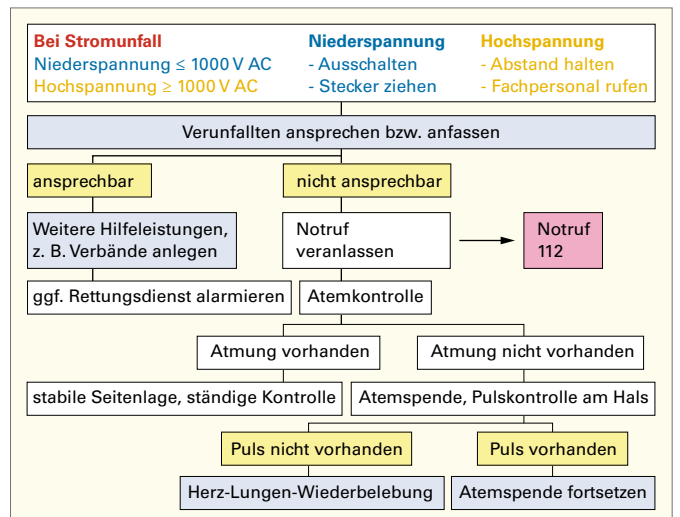 Bei Stromunfall
Niederspannung ≤ 1000 V AC
Hochspannung ≥ 1000 V AC
Niederspannung
- Ausschalten
- Stecker ziehen
Hochspannung
- Abstand halten
- Fachpersonal rufen
Verunfallten ansprechen bzw. anfassen
ansprechbar
nicht ansprechbar
Weitere Hilfeleistungen,
z. B. Verbände anlegen
Notruf
veranlassen
Notruf
112
ggf. Rettungsdienst alarmieren
Atemkontrolle
Atmung vorhanden
Atmung nicht vorhanden
stabile Seitenlage, ständige Kontrolle
Atemspende, Pulskontrolle am Hals
Puls nicht vorhanden
Puls vorhanden
Herz-Lungen-Wiederbelebung
Atemspende fortsetzen